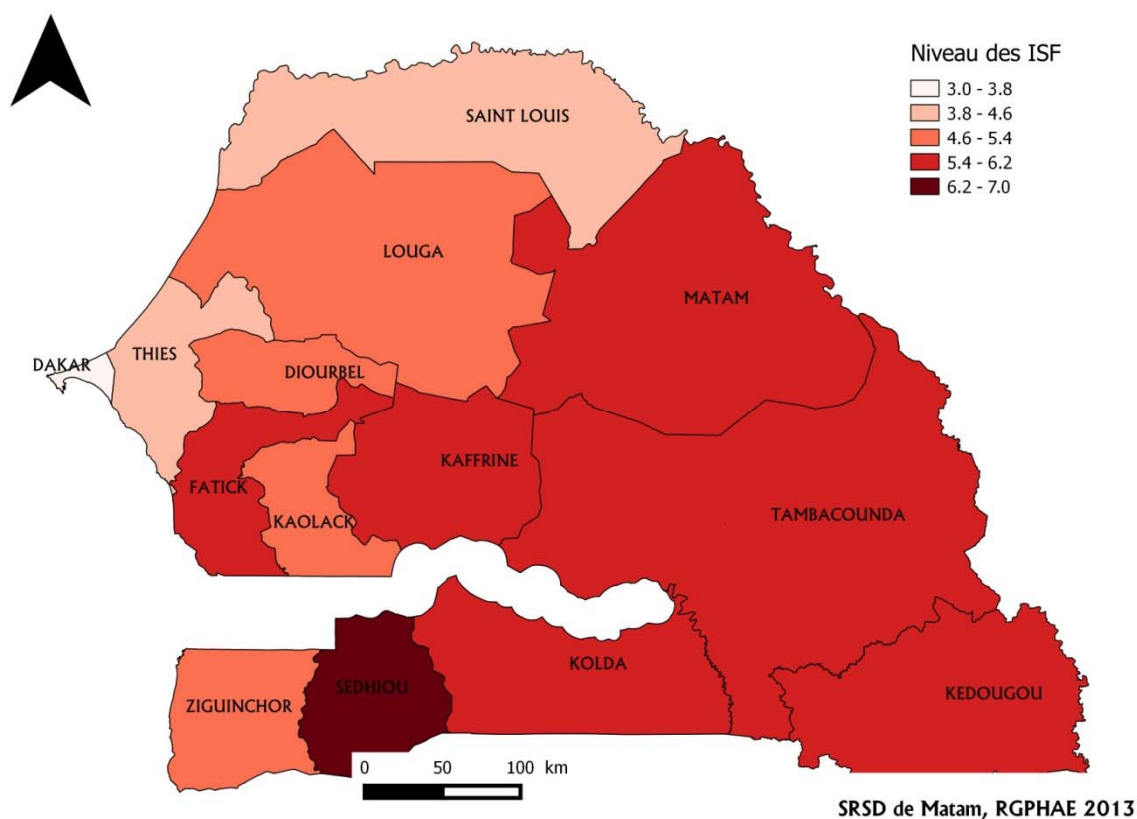 Niveau des ISF
3.0 - 3.8
3.8 - 4.6
4.6 - 5.4
5.4 - 6.2
6.2 - 7.0
SAINT LOUIS
LOUGA
MATAM
THIES
DAKAR
DIOURBEL
KAFFRINE
FATICK
KAOLACK
TAMBACOUNDA
KOLDA
SEDHIOU
KEDOUGOU
ZIGUINCHOR
0 50 100 km
SRSD de Matam, RGPHAE 2013